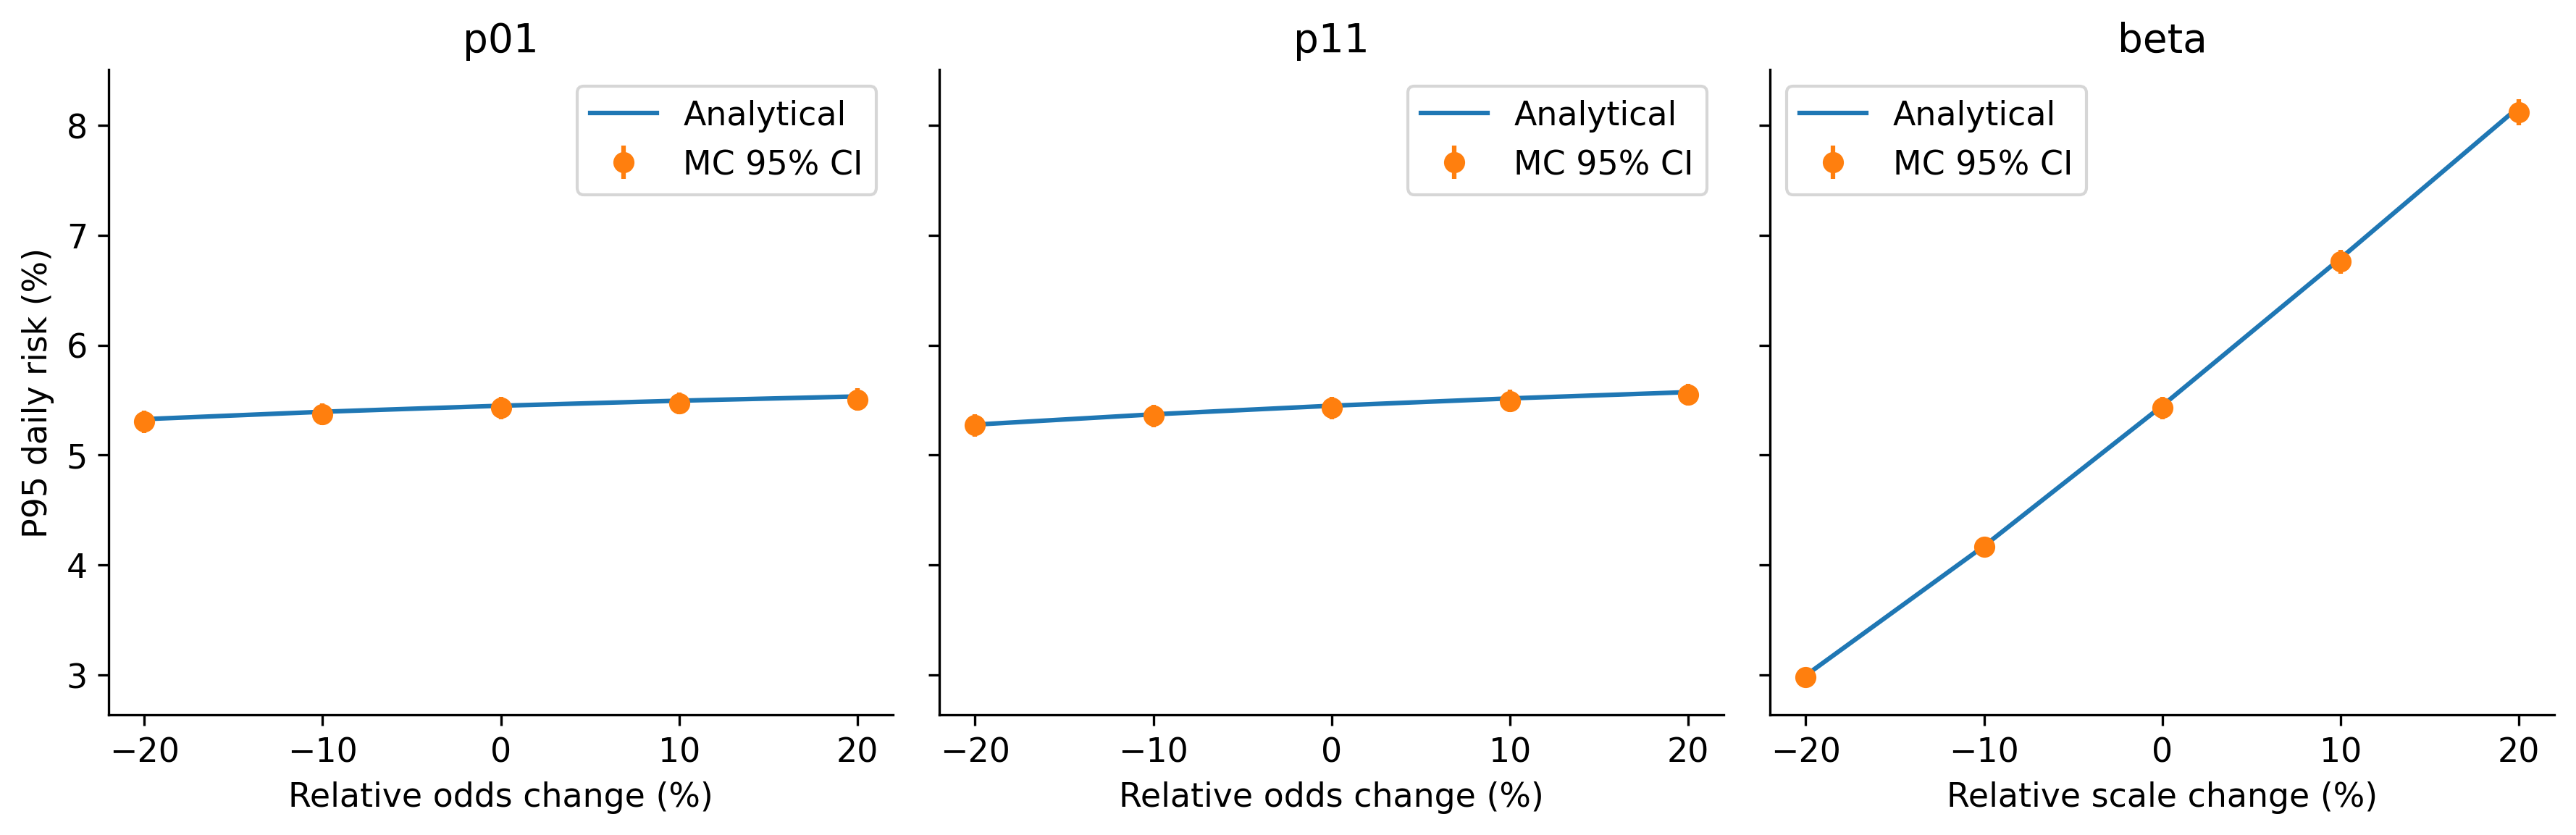 p01
p11
beta
Analytical
MC 95% CI
Analytical
MC 95% CI
Analytical
MC 95% CI
P95 daily risk (%)
8
7
6
5
4
3
−20 −10 0 10 20
−20 −10 0 10 20
−20 −10 0 10 20
Relative odds change (%)
Relative odds change (%)
Relative scale change (%)